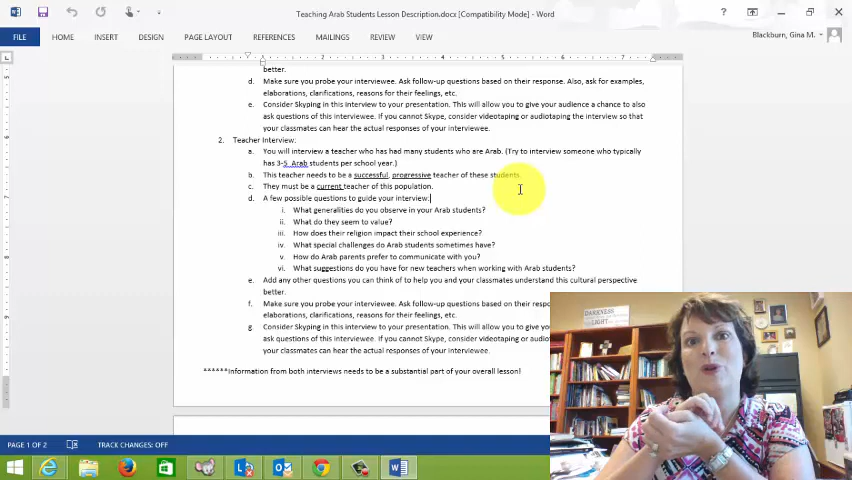 Teaching Arab Students Lesson Description.docx [Compatibility Mode] - Word
FILE HOME INSERT DESIGN PAGE LAYOUT REFERENCES MAILINGS REVIEW VIEW
Blackburn, Gina M.
better.
d. Make sure you probe your interviewee. Ask follow-up questions based on their response. Also, ask for examples,
elaborations, clarifications, reasons for their feelings, etc.
e. Consider Skyping in this interview to your presentation. This will allow you to give your audience a chance to also
ask questions of this interviewee. If you cannot Skype, consider videotaping or audiotaping the interview so that
your classmates can hear the actual responses of your interviewed.
2. Teacher Interview:
a. You will interview a teacher who has had many students who are Arab. (Try to interview someone who typically
has 3-5 Arab students per school year.)
b. This teacher needs to be a successful, progressive teacher of these students.
c. They must be a current teacher of this population.
d. A few possible questions to guide your interview:
i. What generalities do you observe in your Arab students?
ii. What do they seem to value?
iii. How does their religion impact their school experience?
iv. What special challenges do Arab students sometimes have?
v. How do Arab parents prefer to communicate with you?
vi. What suggestions do you have for new teachers when working with Arab students?
e. Add any other questions you can think of to help you and your classmates understand this cultural perspective
better.
f. Make sure you probe your interviewee. Ask follow-up questions based on their
elaborations, clarifications, reasons for their feelings, etc.
g. Consider Skyping in this interview to your presentation. This will allow you to
ask questions of this interviewee. If you cannot Skype, consider videotaping or
your classmates can hear the actual responses of your interviewed.
******Information from both interviews needs to be a substantial part of your overall lesson!
PAGE 1 OF 2 TRACK CHANGES: OFF
DARKNESS
LIGHT